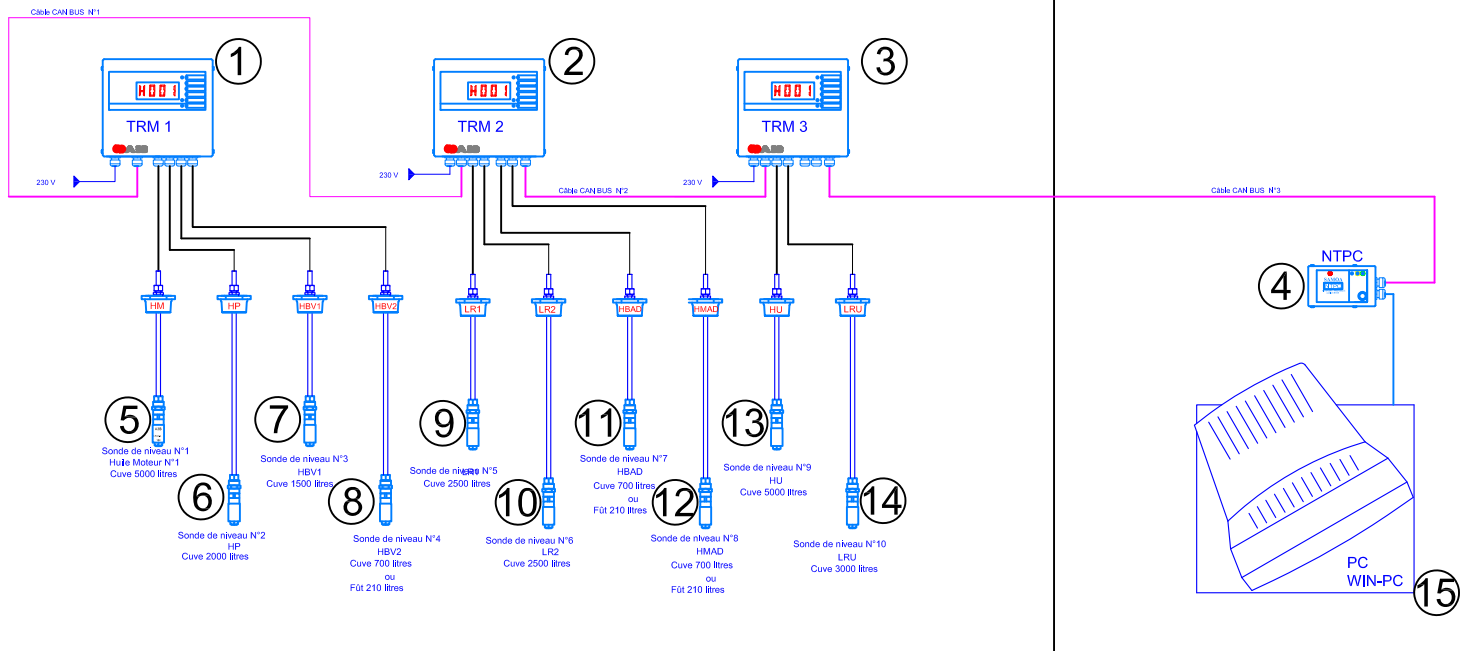 Câble CAN BUS N°1
1
2
3
H001
H001
H001
TRM 1
TRM 2
TRM 3
230 V
230 V
230 V
Câble CAN BUS N°2
Câble CAN BUS N°3
NTPC
4
HM
HP
HBV1
HBV2
LR1
LR2
HBAD
HMAD
HU
LRU
5
Sonde de niveau N°1
Huile Moteur N°1
Cuve 5000 litres
6
Sonde de niveau N°2
HP
Cuve 2000 litres
7
Sonde de niveau N°3
HBV1
Cuve 1500 litres
8
Sonde de niveau N°4
HBV2
Cuve 700 litres
ou
Fût 210 litres
9
Sonde de niveau N°5
LR1
Cuve 2500 litres
10
Sonde de niveau N°6
LR2
Cuve 2500 litres
11
Sonde de niveau N°7
HBAD
Cuve 700 litres
ou
Fût 210 litres
12
Sonde de niveau N°8
HMAD
Cuve 700 litres
ou
Fût 210 litres
13
Sonde de niveau N°9
HU
Cuve 5000 litres
14
Sonde de niveau N°10
LRU
Cuve 3000 litres
PC
WIN-PC
15